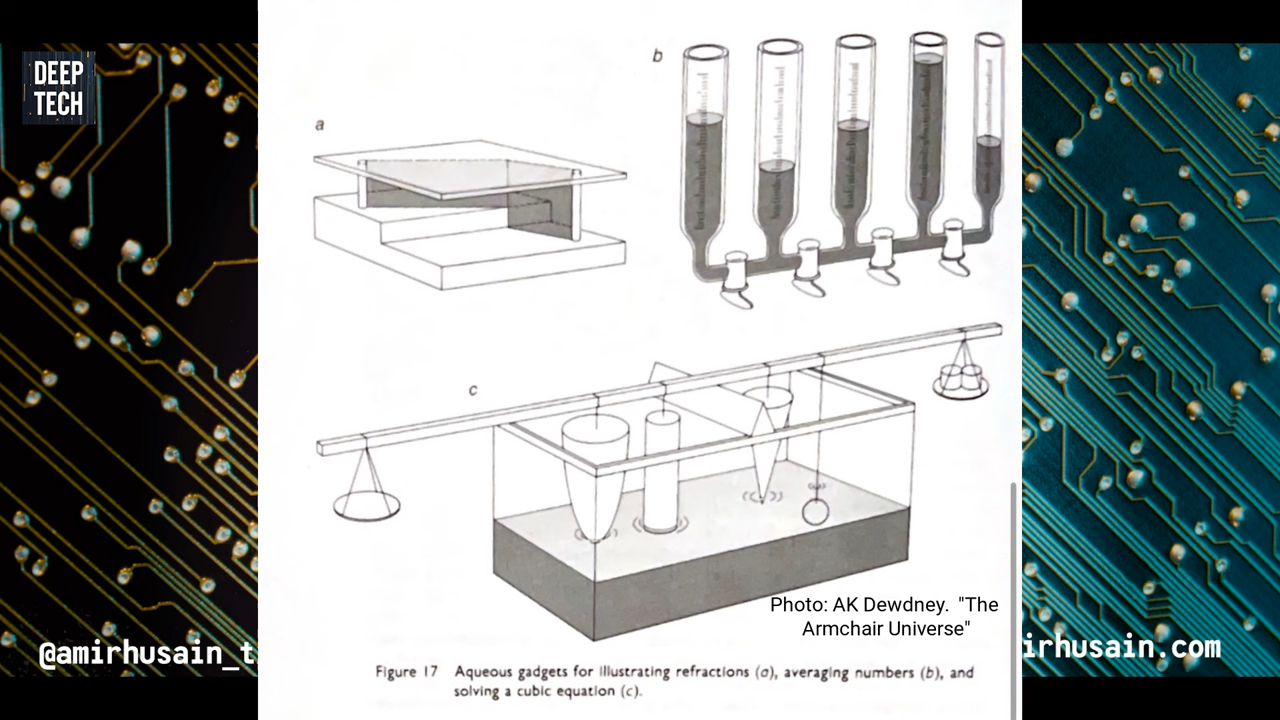 DEEP
TECH
a
b
c
Photo: AK Dewdney. "The
Armchair Universe"
@amirhusain_t
irhusain.com
Figure 17 Aqueous gadgets for illustrating refractions (a), averaging numbers (b), and
solving a cubic equation (c).